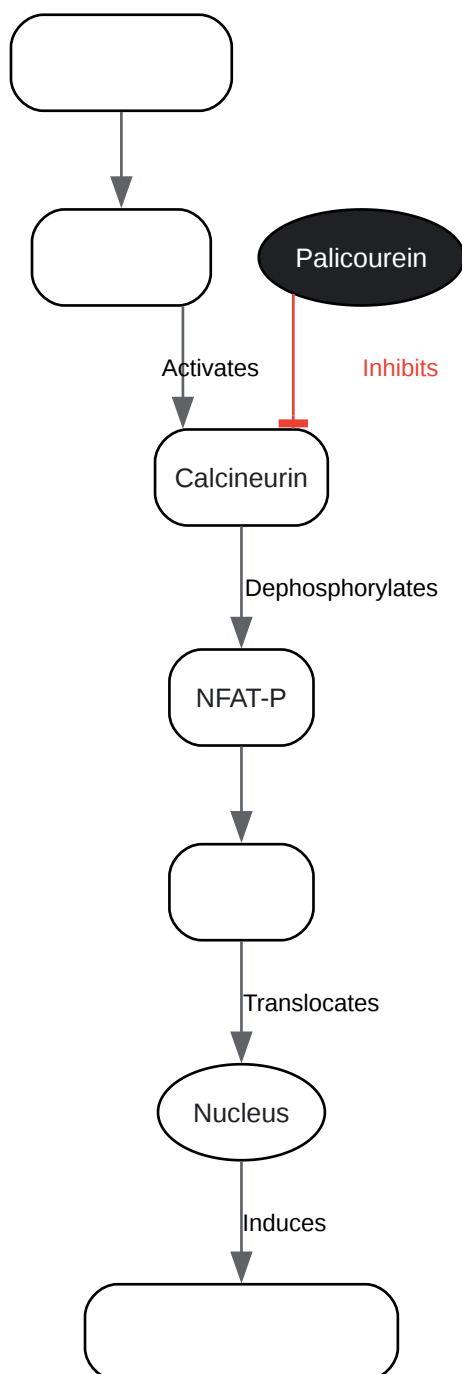 Palicourein
Activates
Inhibits
Calcineurin
Dephosphorylates
NFAT-P
Translocates
Nucleus
Induces